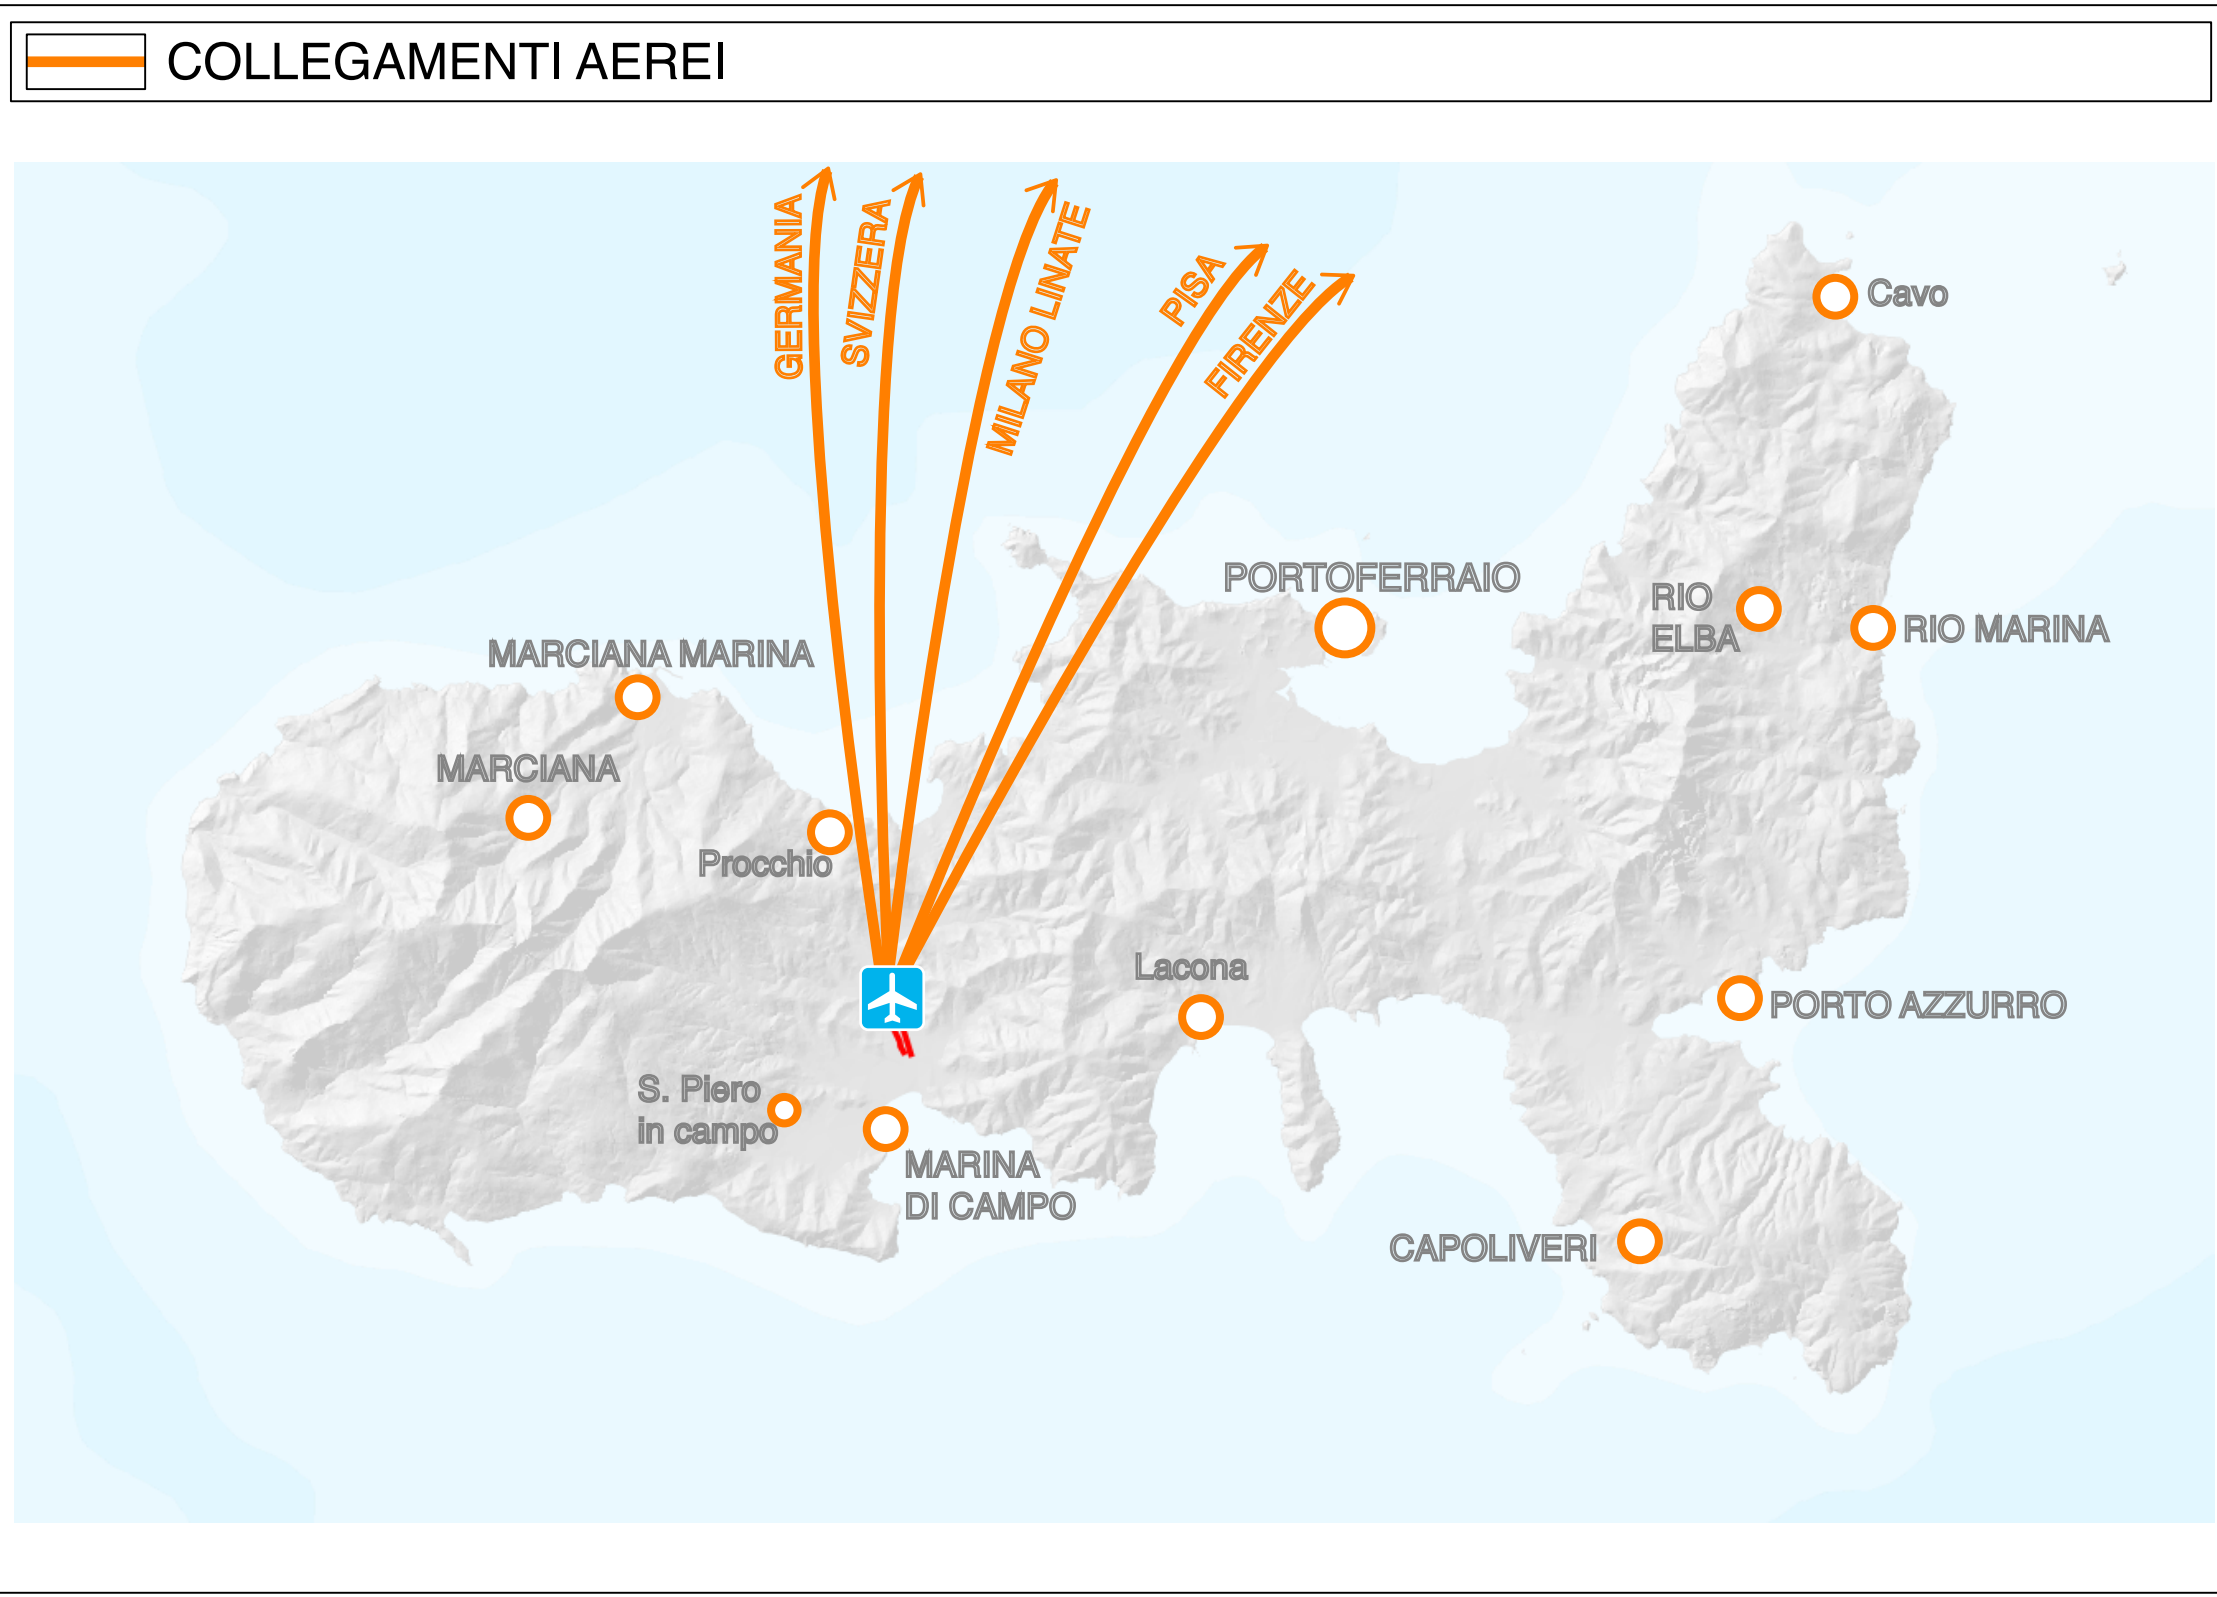 COLLEGAMENTI AEREI
GERMANIA
SVIZZERA
MILANO LINATE
PISA
FIRENZE
Cavo
PORTOFERRAIO
RIO
ELBA
RIO MARINA
MARCIANA MARINA
MARCIANA
Procchio
Lacona
PORTO AZZURRO
S. Piero
in campo
MARINA
DI CAMPO
CAPOLIVERI